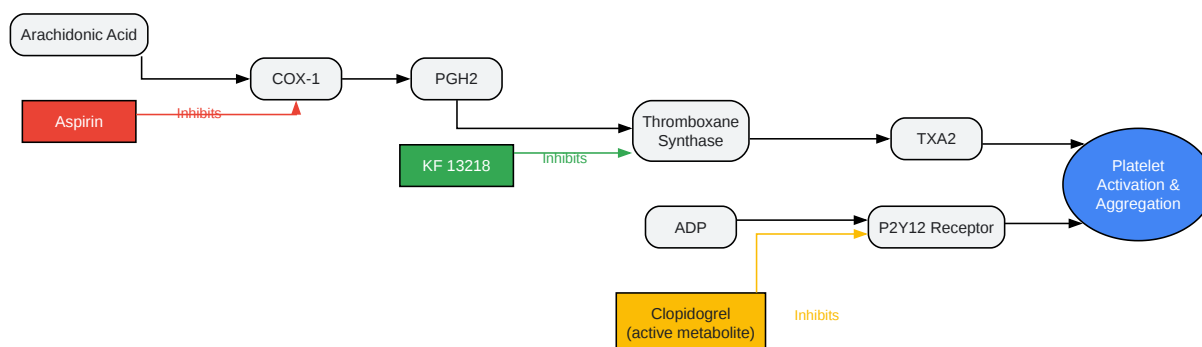 Arachidonic Acid
COX-1
PGH2
Aspirin
Inhibits
Thromboxane
Synthase
TXA2
KF 13218
Inhibits
Platelet
Activation &
Aggregation
ADP
P2Y12 Receptor
Clopidogrel
(active metabolite)
Inhibits